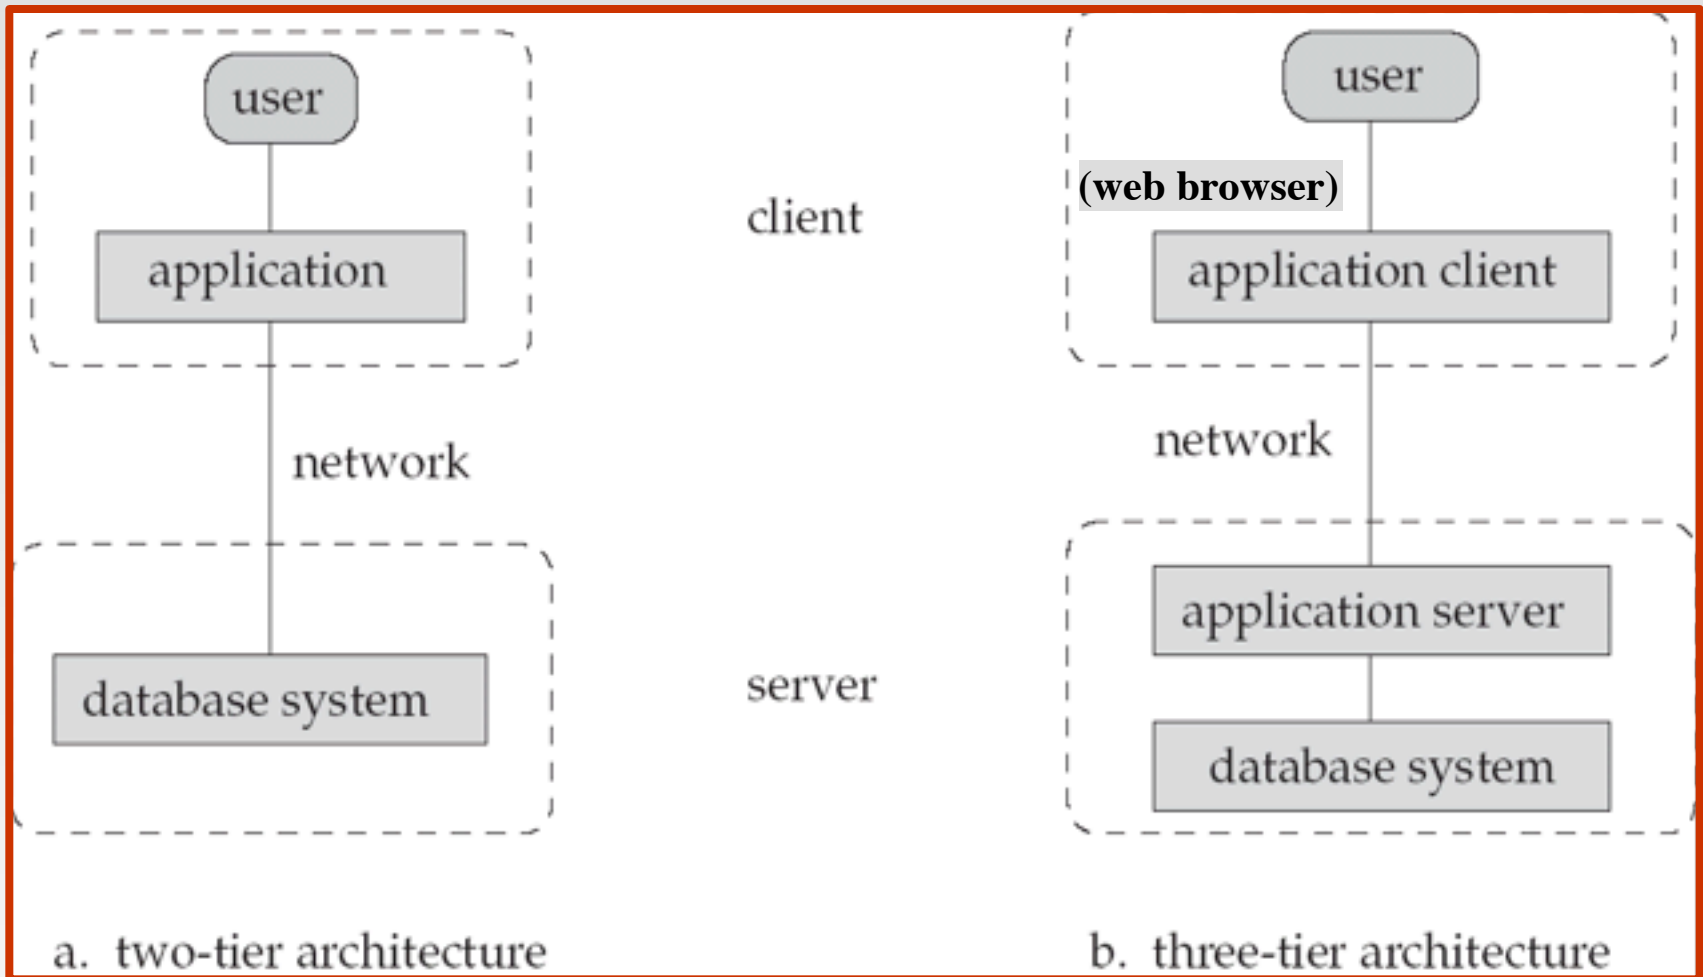 user
application
network
database system
a. two-tier architecture
client
server
user
(web browser)
application client
network
application server
database system
b. three-tier architecture